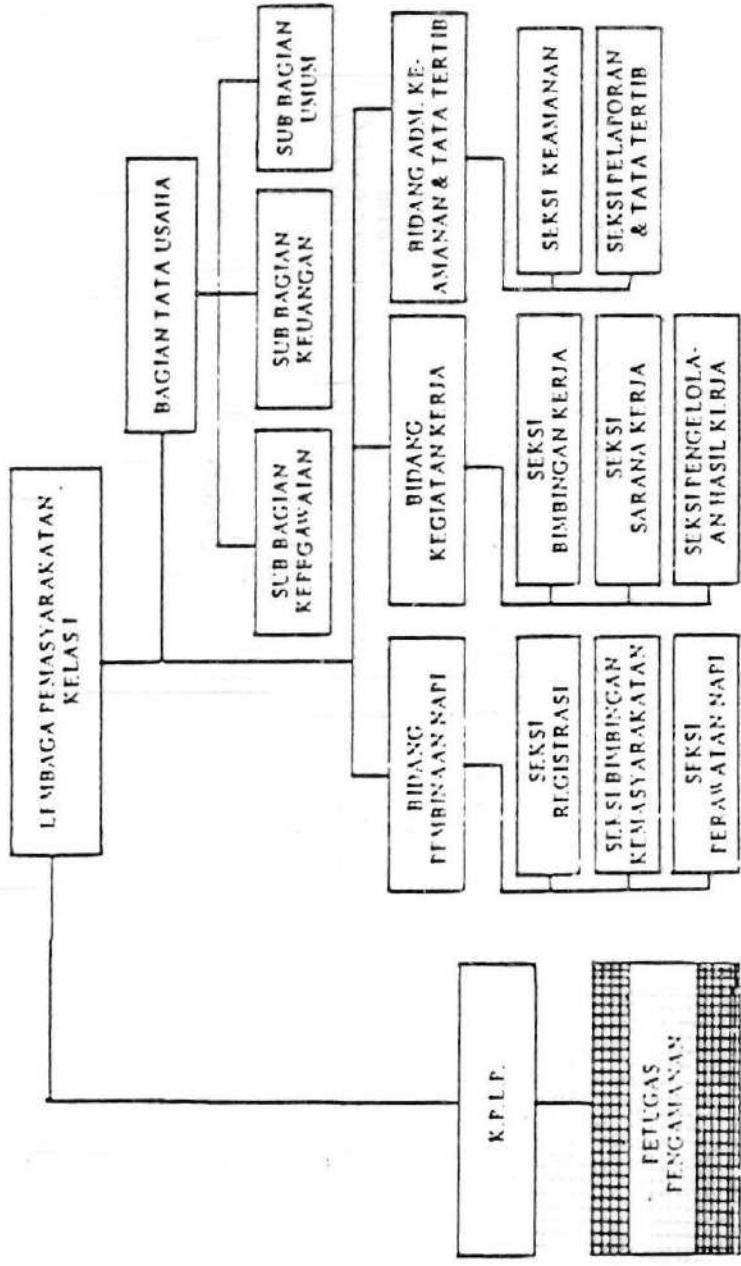 LEMBAGA PEMASYARAKATAN
KELAS I
BAGIAN TATA USAHA
SUB BAGIAN
KEPEGAWAIAN
SUB BAGIAN
KEUANGAN
SUB BAGIAN
UMUM
K.P.L.P.
BIDANG
PEMBINAAN NAPI
BIDANG
KEGIATAN KERJA
BIDANG ADM. KE-
AMANAN & TATA TERTIB
PETUGAS
PENGAMANAN
SEKSI
REGISTRASI
SEKSI BIMBINGAN
KEMASYARAKATAN
SEKSI
PERAWATAN NAPI
SEKSI
BIMBINGAN KERJA
SEKSI
SARANA KERJA
SEKSI PENGELOLA-
AN HASIL KERJA
SEKSI KEAMANAN
SEKSI PELAPORAN
& TATA TERTIB